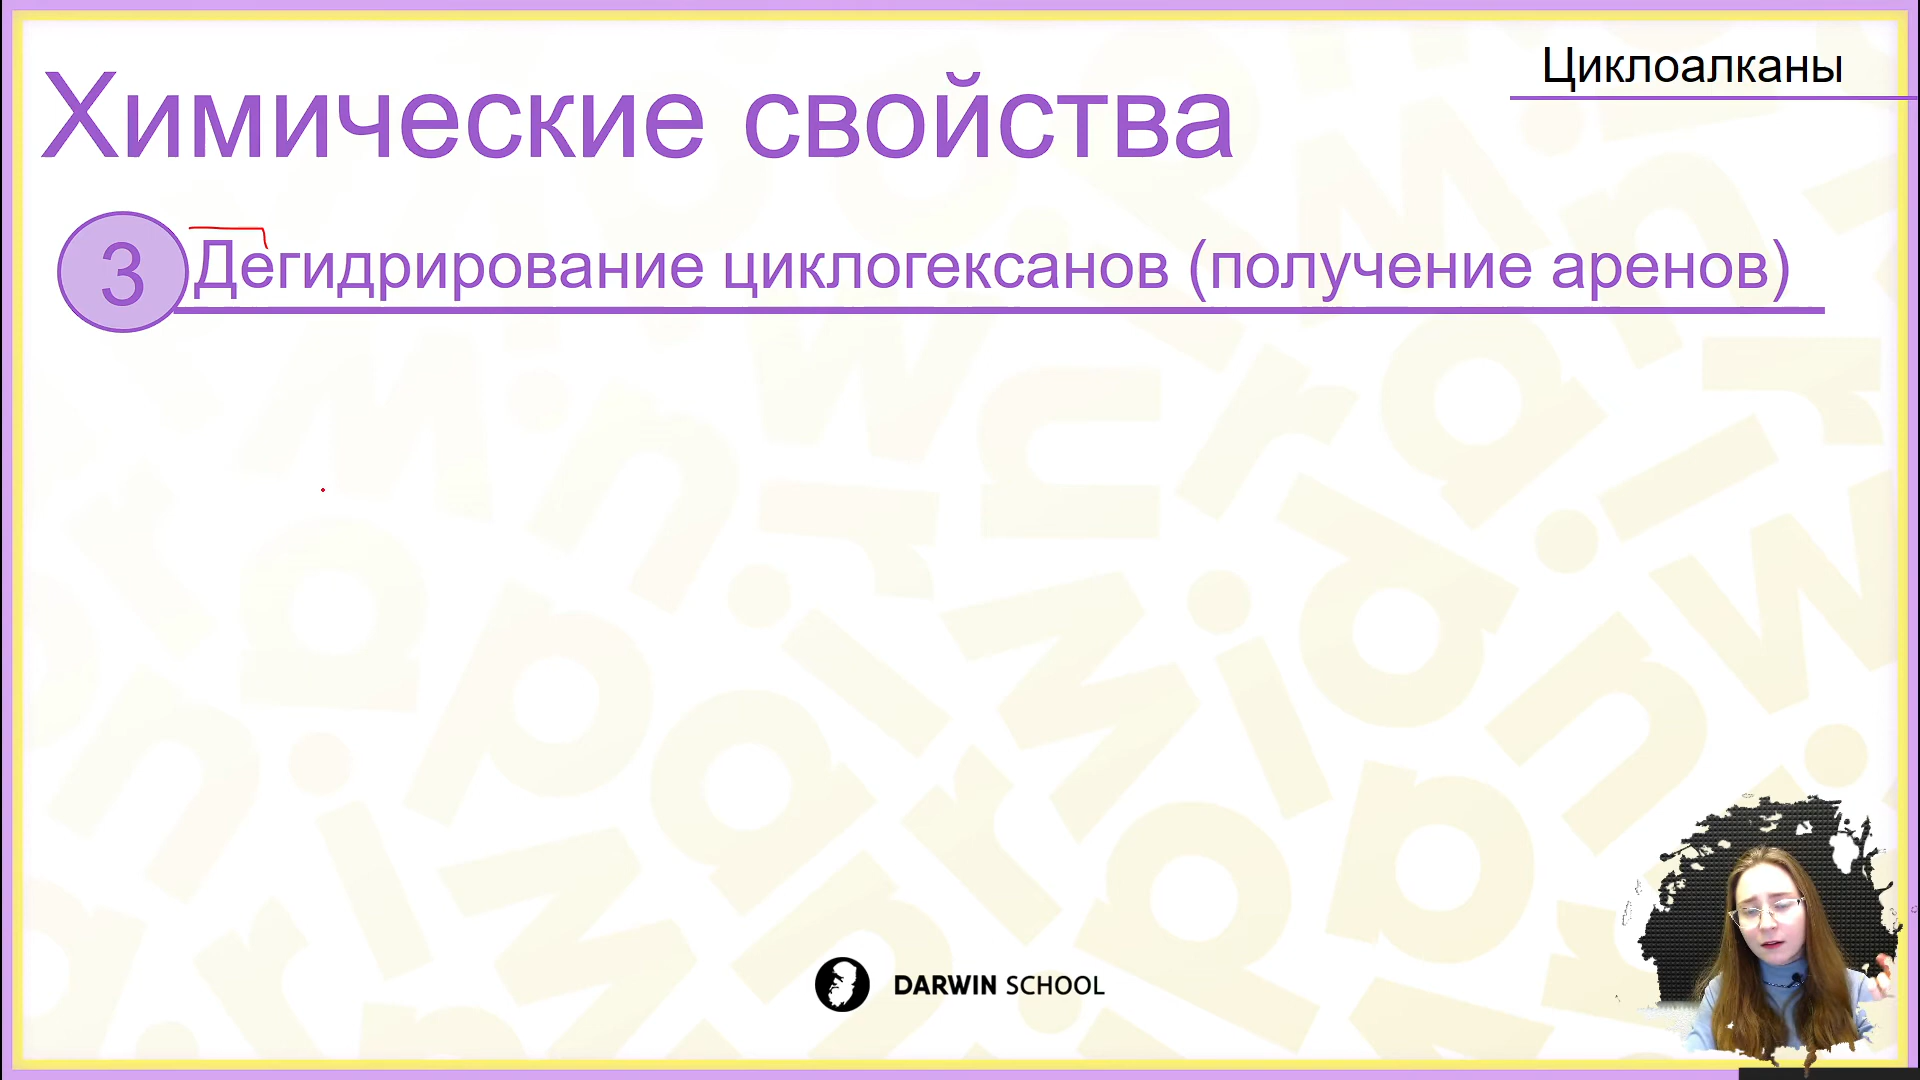 Циклоалканы
Химические свойства
3 Дегидрирование циклогексанов (получение аренов)
DARWIN SCHOOL